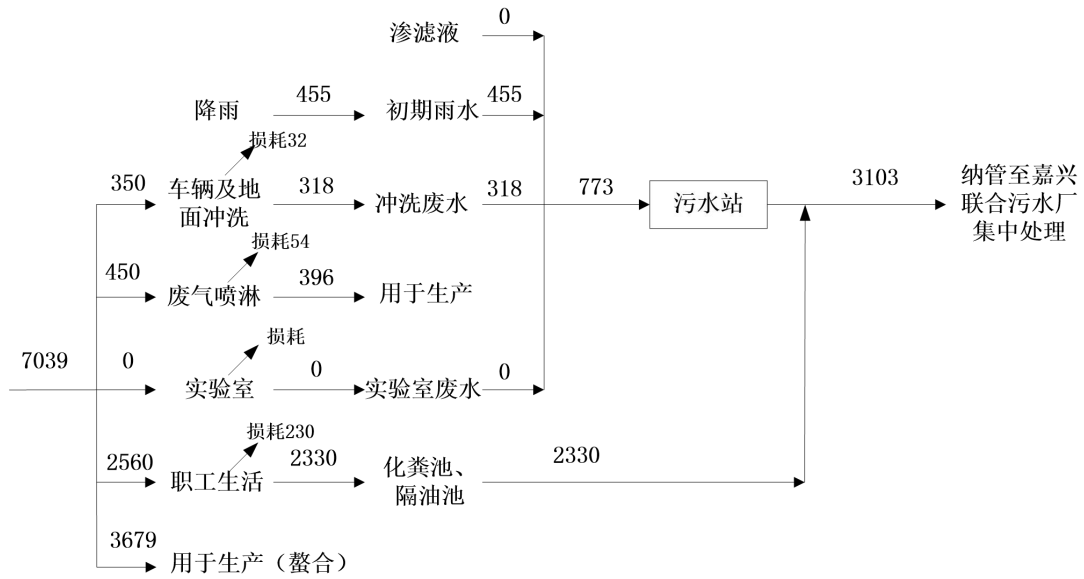 0
渗滤液
降雨
455
初期雨水
455
损耗32
350
车辆及地
面冲洗
318
冲洗废水
318
773
污水站
3103
纳管至嘉兴
联合污水厂
集中处理
损耗54
450
废气喷淋
396
用于生产
损耗
7039
0
实验室
0
实验室废水
0
损耗230
2560
职工生活
2330
化粪池、
隔油池
2330
3679
用于生产（螯合）